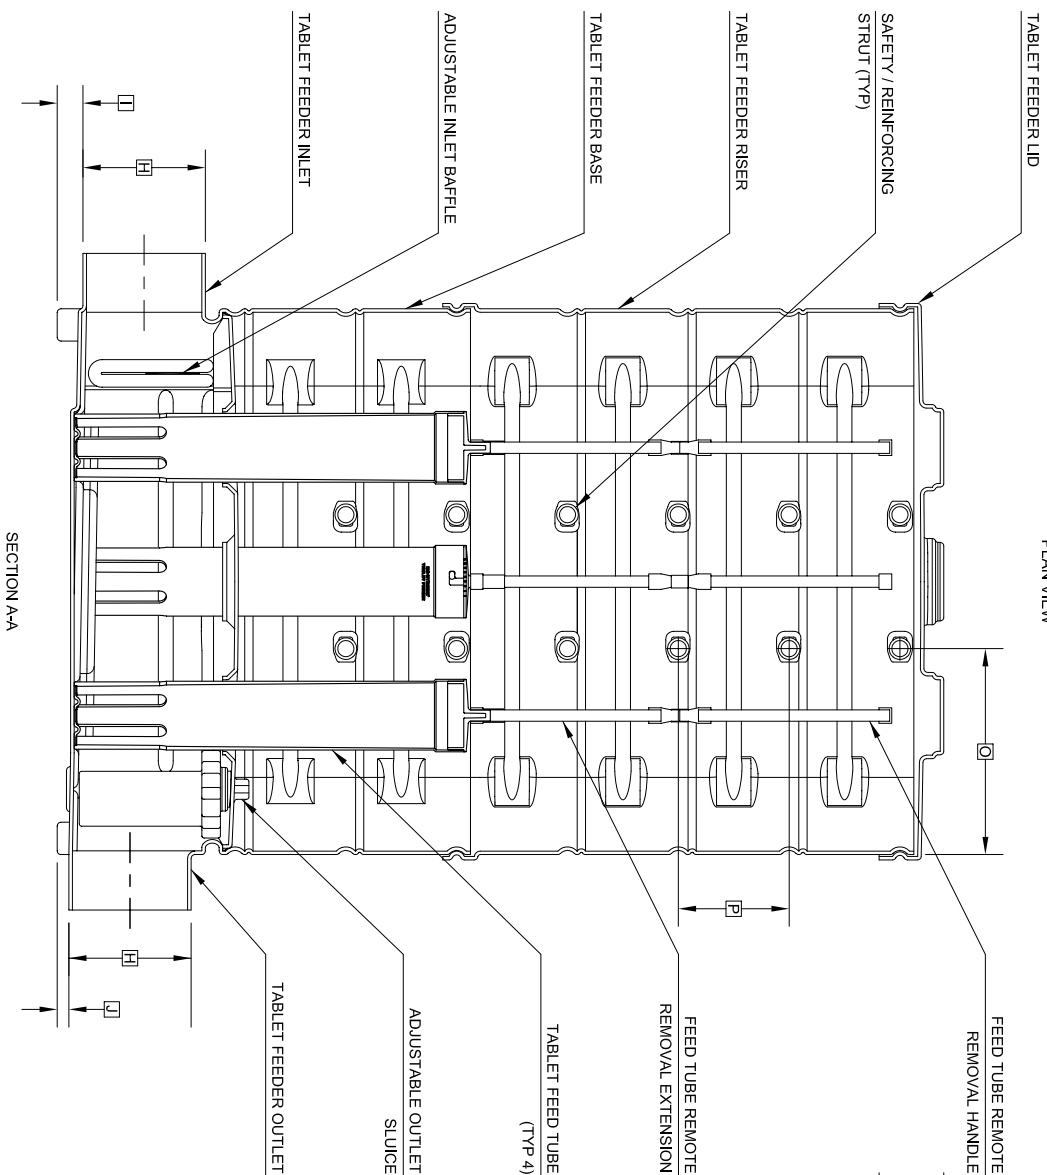 PLAN VIEW
TABLET FEEDER LID
SAFETY / REINFORCING
STRUT (TYP)
TABLET FEEDER RISER
TABLET FEEDER BASE
ADJUSTABLE INLET BAFFLE
TABLET FEEDER INLET
I
H
O
P
H
J
FEED TUBE REMOTE
REMOVAL HANDLE
FEED TUBE REMOTE
REMOVAL EXTENSION
TABLET FEED TUBE
(TYP 4)
ADJUSTABLE OUTLET
SLUICE
TABLET FEEDER OUTLET
SECTION A-A